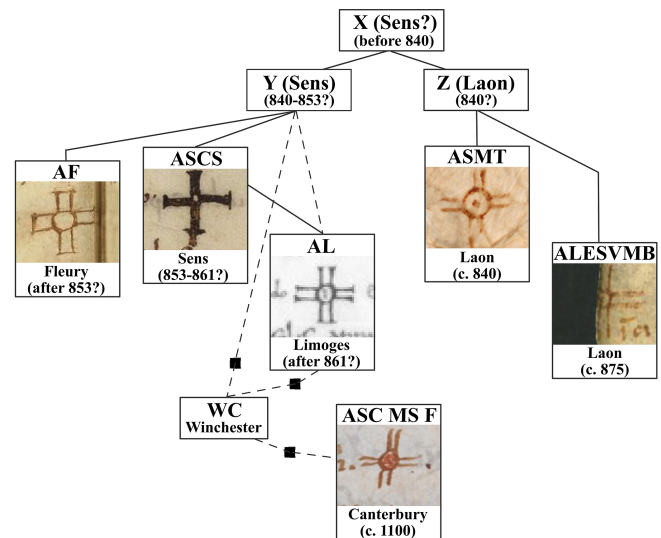 X (Sens?)
(before 840)
Y (Sens)
(840-853?)
Z (Laon)
(840?)
AF
Fleury
(after 853?)
ASCS
Sens
(853-861?)
AL
Limoges
(after 861?)
ASMT
Laon
(c. 840)
ALESVMB
Laon
(c. 875)
WC
Winchester
ASC MS F
Canterbury
(c. 1100)